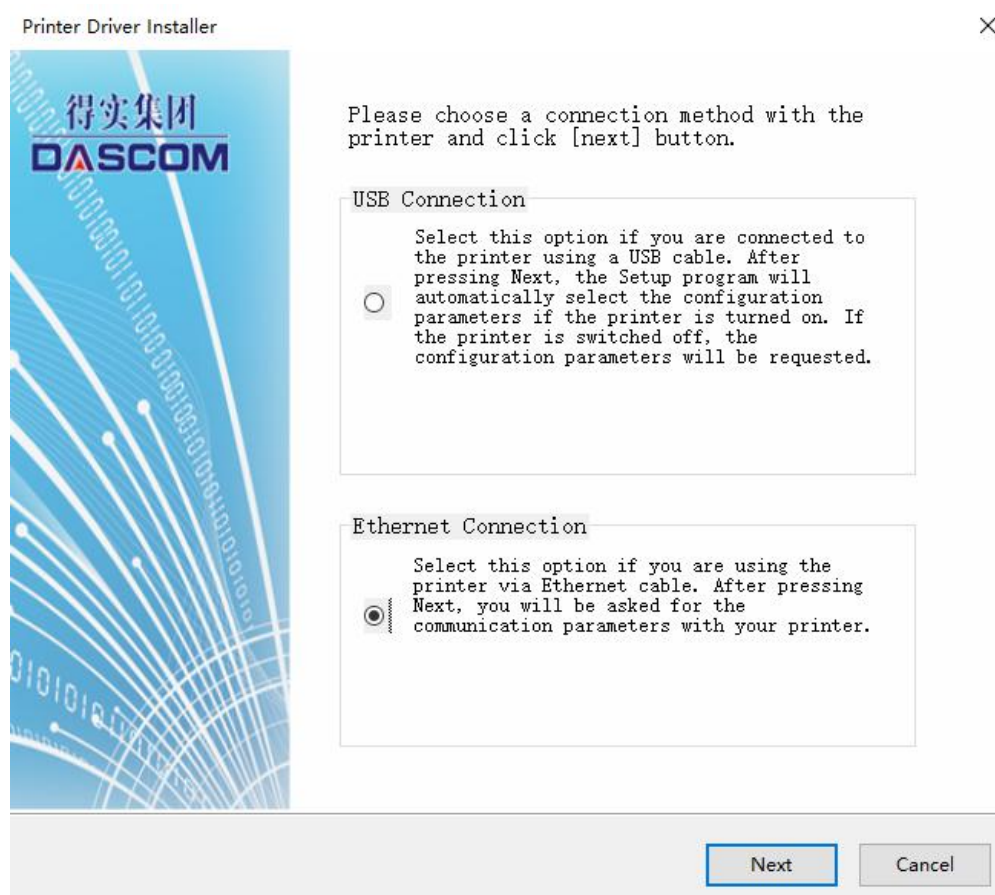 Printer Driver Installer
得实集团
DASCOM
Please choose a connection method with the
printer and click [next] button.
USB Connection
Select this option if you are connected to
the printer using a USB cable. After
pressing Next, the Setup program will
automatically select the configuration
parameters if the printer is turned on. If
the printer is switched off, the
configuration parameters will be requested.
Ethernet Connection
Select this option if you are using the
printer via Ethernet cable. After pressing
Next, you will be asked for the
communication parameters with your printer.
Next
Cancel